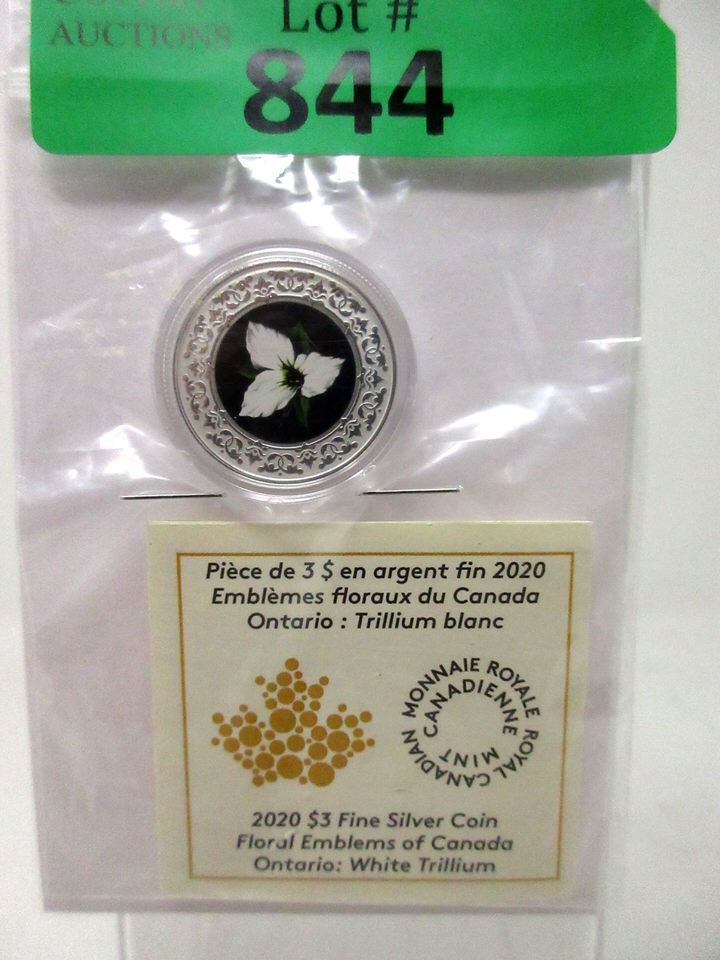 AUCTIONS
Lot #
844
Pièce de 3 $ en argent fin 2020
Emblèmes floraux du Canada
Ontario : Trillium blanc
MONNAIE ROYALE CANADIENNE
ROYAL CANADIAN MINT
2020 $3 Fine Silver Coin
Floral Emblems of Canada
Ontario: White Trillium